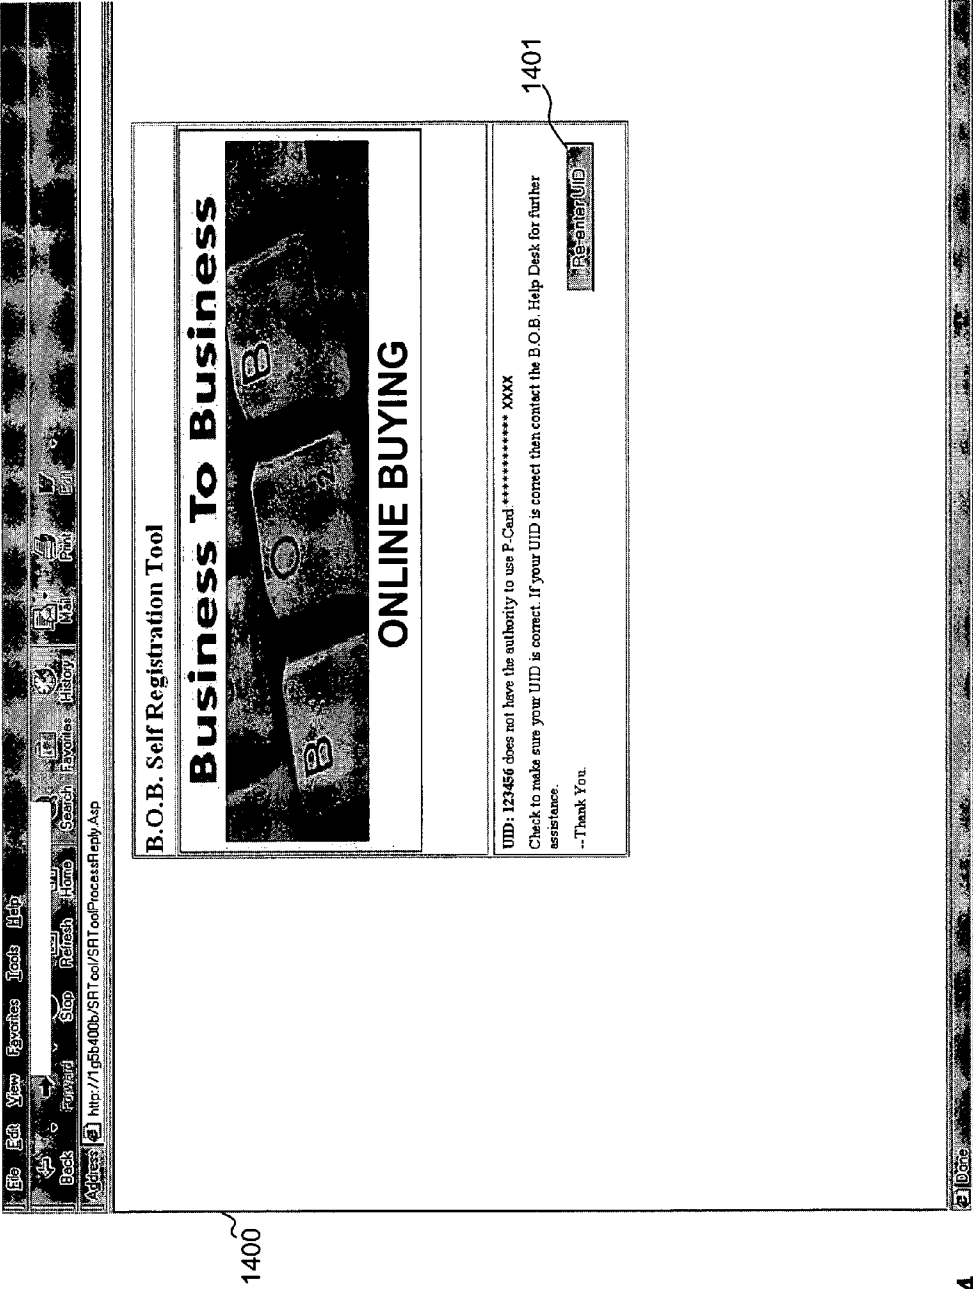 File Edit View Favorites Tools Help
Back Forward Stop Refresh Home Search Favorites History Mail Print Edit
Address http://1g5b400b/SRTool/SRToolProcessReply.Asp
B.O.B. Self Registration Tool
Business To Business
B O B
ONLINE BUYING
UID: 123456 does not have the authority to use P-Card ************ XXXX
Check to make sure your UID is correct. If your UID is correct then contact the B.O.B. Help Desk for further
assistance.
--Thank You.
Re-enter UID
1401
Done
1400
4